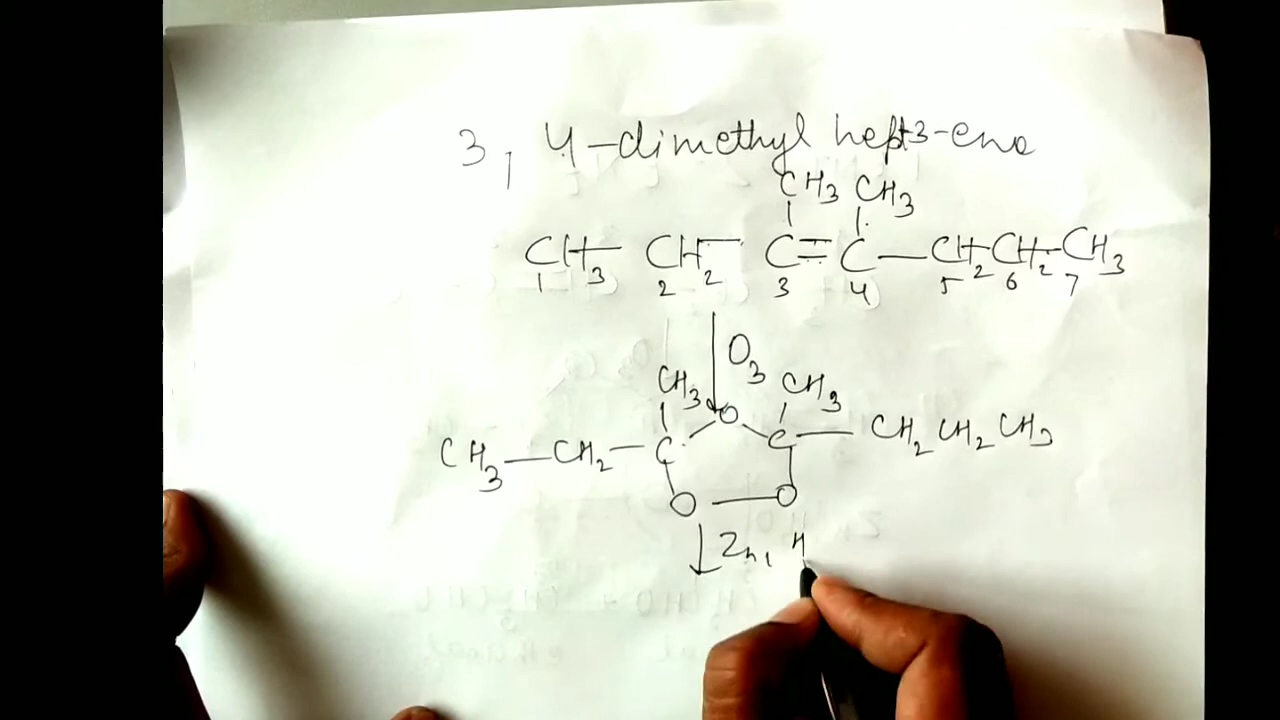 3, 4-dimethyl hept3-ene
CH3 CH3
CH3 — CH2 — C = C — CH2-CH2-CH3
1 2 3 4 5 6 7
O3
CH3 CH3
O
CH3 — CH2 — C C — CH2 CH2 CH3
O — O
Zn, H